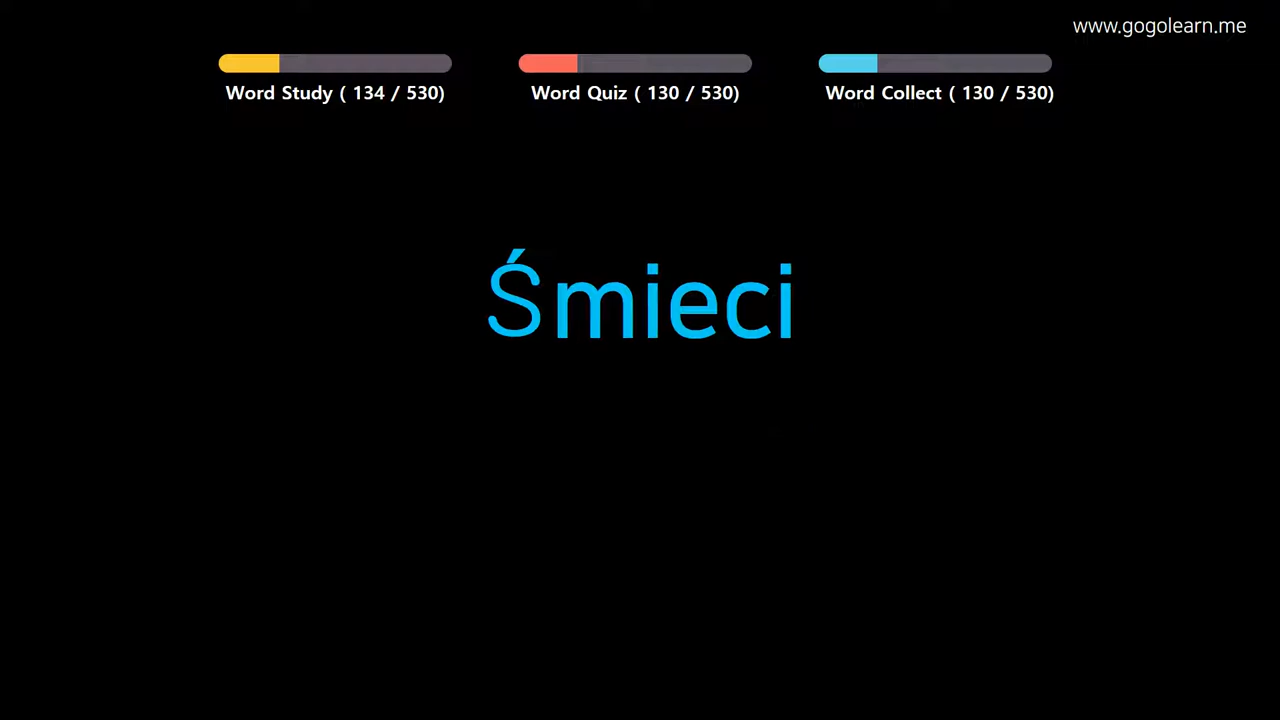 www.gogolearn.me
Word Study ( 134 / 530)
Word Quiz ( 130 / 530)
Word Collect ( 130 / 530)
Śmieci